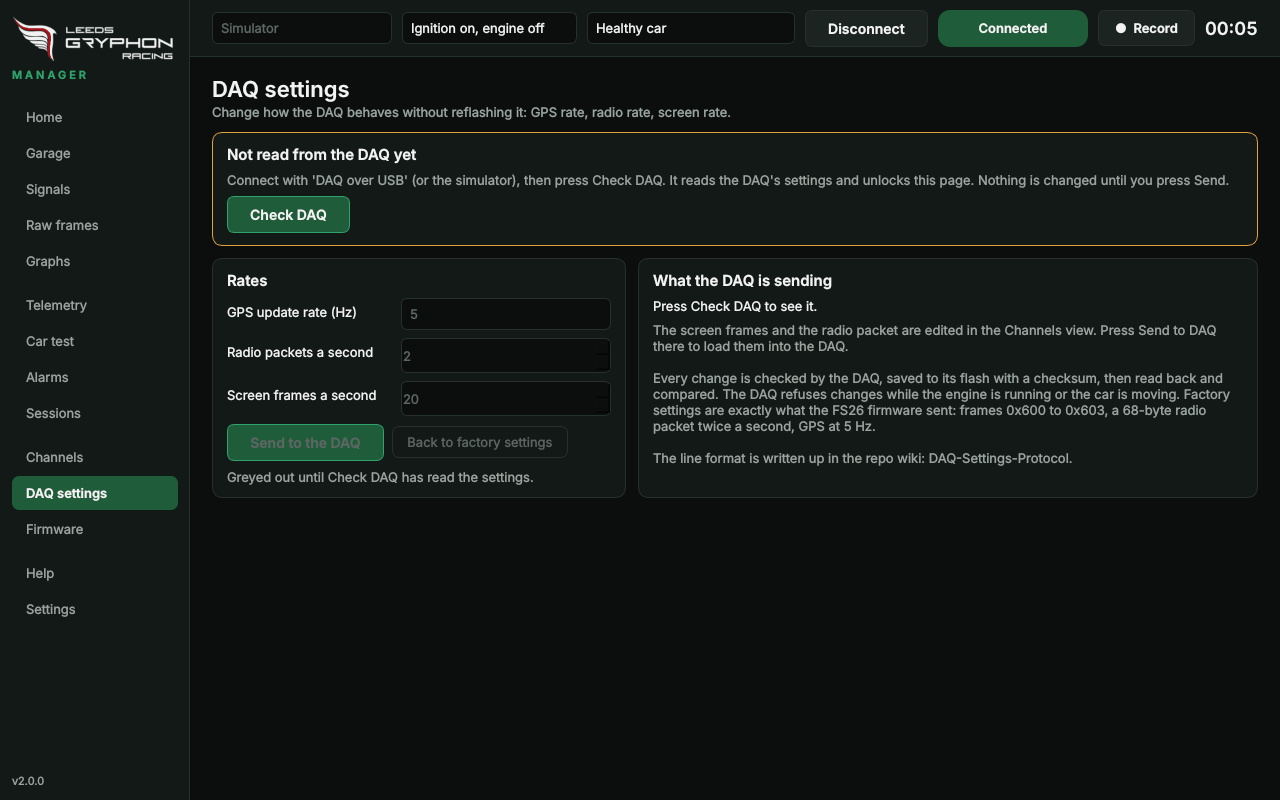 LEEDS
GRYPHON
RACING
MANAGER
Home
Garage
Signals
Raw frames
Graphs
Telemetry
Car test
Alarms
Sessions
Channels
DAQ settings
Firmware
Help
Settings
v2.0.0
Simulator
Ignition on, engine off
Healthy car
Disconnect
Connected
Record
00:05
DAQ settings
Change how the DAQ behaves without reflashing it: GPS rate, radio rate, screen rate.
Not read from the DAQ yet
Connect with 'DAQ over USB' (or the simulator), then press Check DAQ. It reads the DAQ's settings and unlocks this page. Nothing is changed until you press Send.
Check DAQ
Rates
GPS update rate (Hz)
5
Radio packets a second
2
Screen frames a second
20
Send to the DAQ
Back to factory settings
Greyed out until Check DAQ has read the settings.
What the DAQ is sending
Press Check DAQ to see it.
The screen frames and the radio packet are edited in the Channels view. Press Send to DAQ
there to load them into the DAQ.
Every change is checked by the DAQ, saved to its flash with a checksum, then read back and
compared. The DAQ refuses changes while the engine is running or the car is moving. Factory
settings are exactly what the FS26 firmware sent: frames 0x600 to 0x603, a 68-byte radio
packet twice a second, GPS at 5 Hz.
The line format is written up in the repo wiki: DAQ-Settings-Protocol.